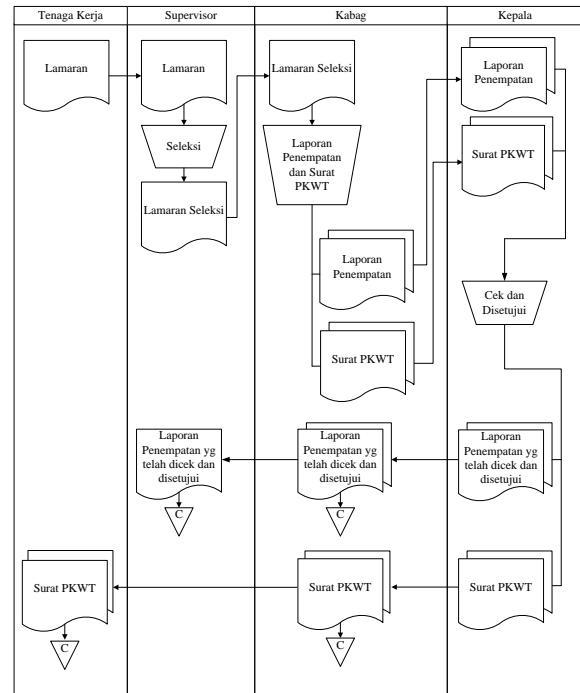 Tenaga Kerja
Supervisor
Kabag
Kepala
Lamaran
Lamaran
Lamaran Seleksi
Laporan
Penempatan
Seleksi
Laporan
Penempatan
dan Surat
PKWT
Surat PKWT
Lamaran Seleksi
Laporan
Penempatan
Cek dan
Disetujui
Surat PKWT
Laporan
Penempatan yg
telah dicek dan
disetujui
Laporan
Penempatan yg
telah dicek dan
disetujui
Laporan
Penempatan yg
telah dicek dan
disetujui
C
C
Surat PKWT
Surat PKWT
Surat PKWT
C
C